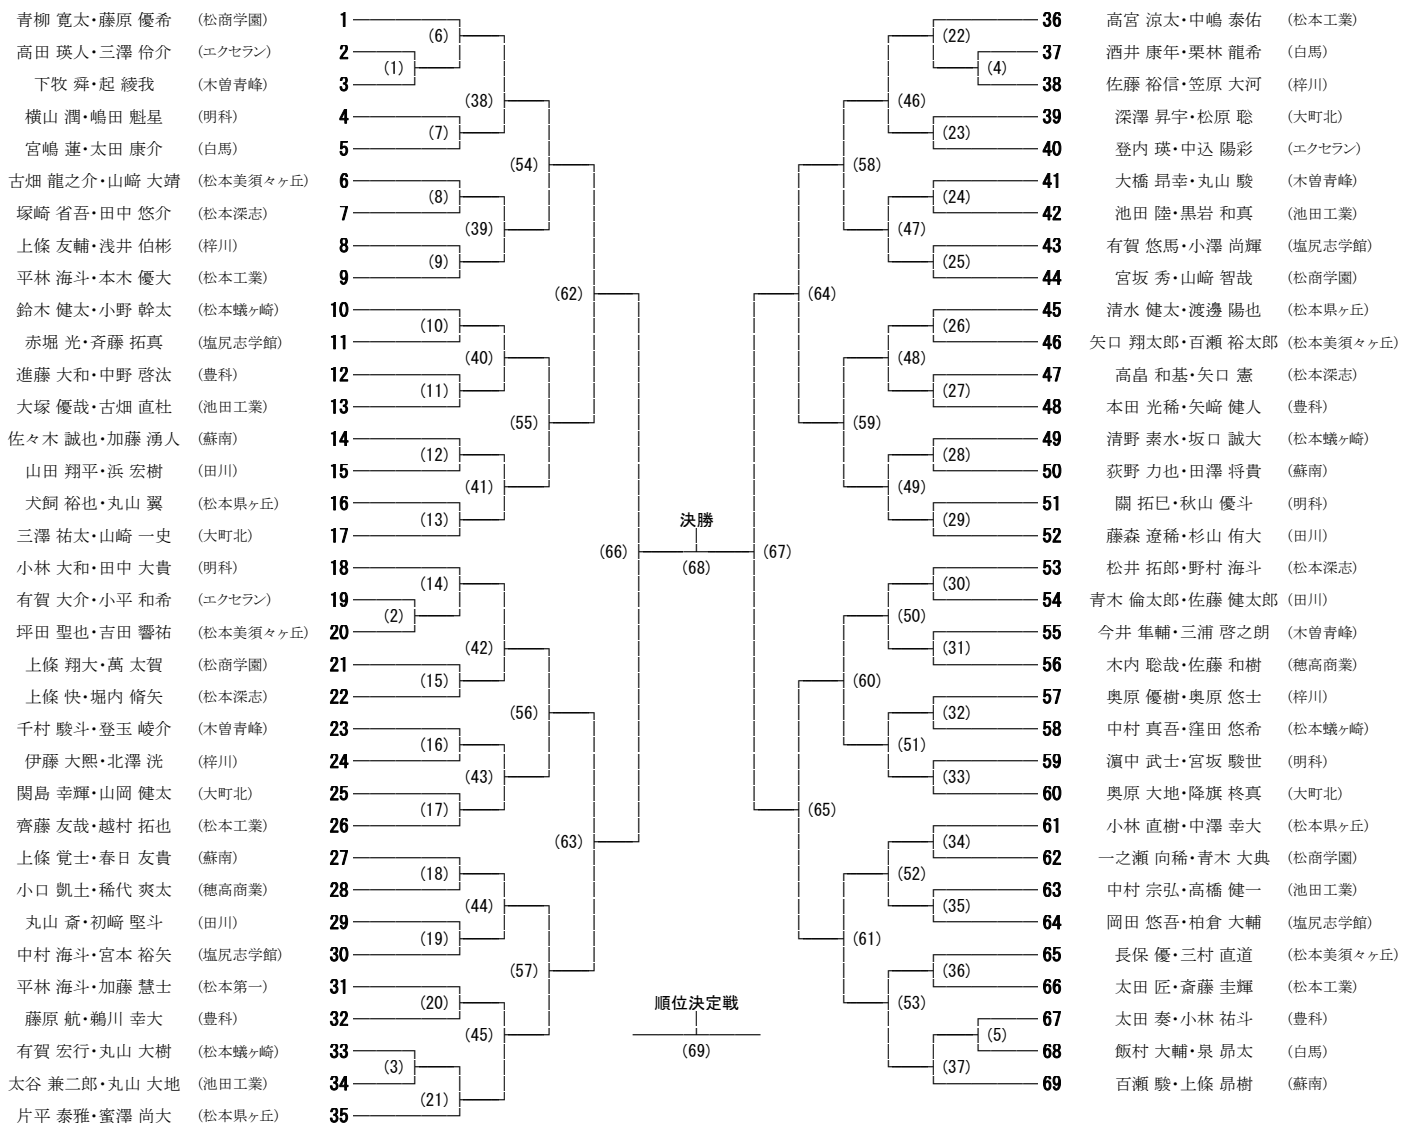 青柳 寛太・藤原 優希 (松商学園) 1
高田 瑛人・三澤 伶介 (エクセラン) 2
下牧 舜・起 綾我 (木曽青峰) 3
横山 潤・嶋田 魁星 (明科) 4
宮嶋 蓮・太田 康介 (白馬) 5
古畑 龍之介・山﨑 大靖 (松本美須々ヶ丘) 6
塚崎 省吾・田中 悠介 (松本深志) 7
上條 友輔・浅井 伯彬 (梓川) 8
平林 海斗・本木 優大 (松本工業) 9
鈴木 健太・小野 幹太 (松本蟻ヶ崎) 10
赤堀 光・斉藤 拓真 (塩尻志学館) 11
進藤 大和・中野 啓汰 (豊科) 12
大塚 優哉・古畑 直杜 (池田工業) 13
佐々木 誠也・加藤 湧人 (蘇南) 14
山田 翔平・浜 宏樹 (田川) 15
犬飼 裕也・丸山 翼 (松本県ヶ丘) 16
三澤 祐太・山崎 一史 (大町北) 17
小林 大和・田中 大貴 (明科) 18
有賀 大介・小平 和希 (エクセラン) 19
坪田 聖也・吉田 響祐 (松本美須々ヶ丘) 20
上條 翔大・萬 太賀 (松商学園) 21
上條 快・堀内 脩矢 (松本深志) 22
千村 駿斗・登玉 崚介 (木曽青峰) 23
伊藤 大熙・北澤 洸 (梓川) 24
関島 幸輝・山岡 健太 (大町北) 25
齊藤 友哉・越村 拓也 (松本工業) 26
上條 覚士・春日 友貴 (蘇南) 27
小口 凱土・稀代 爽太 (穂高商業) 28
丸山 斎・初﨑 堅斗 (田川) 29
中村 海斗・宮本 裕矢 (塩尻志学館) 30
平林 海斗・加藤 慧士 (松本第一) 31
藤原 航・鵜川 幸大 (豊科) 32
有賀 宏行・丸山 大樹 (松本蟻ヶ崎) 33
太谷 兼二郎・丸山 大地 (池田工業) 34
片平 泰雅・蜜澤 尚大 (松本県ヶ丘) 35
(1)
(2)
(3)
(6)
(7)
(8)
(9)
(10)
(11)
(12)
(13)
(14)
(15)
(16)
(17)
(18)
(19)
(20)
(21)
(38)
(39)
(40)
(41)
(42)
(43)
(44)
(45)
(54)
(55)
(56)
(57)
(62)
(63)
(66)
決勝
(68)
順位決定戦
(69)
(67)
(64)
(65)
(58)
(59)
(60)
(61)
(46)
(47)
(48)
(49)
(50)
(51)
(52)
(53)
(22)
(23)
(24)
(25)
(26)
(27)
(28)
(29)
(30)
(31)
(32)
(33)
(34)
(35)
(36)
(37)
(4)
(5)
36 高宮 涼太・中嶋 泰佑 (松本工業)
37 酒井 康年・栗林 龍希 (白馬)
38 佐藤 裕信・笠原 大河 (梓川)
39 深澤 昇宇・松原 聡 (大町北)
40 登内 瑛・中込 陽彩 (エクセラン)
41 大橋 昂幸・丸山 駿 (木曽青峰)
42 池田 陸・黒岩 和真 (池田工業)
43 有賀 悠馬・小澤 尚輝 (塩尻志学館)
44 宮坂 秀・山﨑 智哉 (松商学園)
45 清水 健太・渡邊 陽也 (松本県ヶ丘)
46 矢口 翔太郎・百瀬 裕太郎 (松本美須々ヶ丘)
47 高畠 和基・矢口 憲 (松本深志)
48 本田 光稀・矢﨑 健人 (豊科)
49 清野 素水・坂口 誠大 (松本蟻ヶ崎)
50 荻野 力也・田澤 将貴 (蘇南)
51 關 拓巳・秋山 優斗 (明科)
52 藤森 遼稀・杉山 侑大 (田川)
53 松井 拓郎・野村 海斗 (松本深志)
54 青木 倫太郎・佐藤 健太郎 (田川)
55 今井 隼輔・三浦 啓之朗 (木曽青峰)
56 木内 聡哉・佐藤 和樹 (穂高商業)
57 奥原 優樹・奥原 悠士 (梓川)
58 中村 真吾・窪田 悠希 (松本蟻ヶ崎)
59 濵中 武士・宮坂 駿世 (明科)
60 奥原 大地・降旗 柊真 (大町北)
61 小林 直樹・中澤 幸大 (松本県ヶ丘)
62 一之瀬 向稀・青木 大典 (松商学園)
63 中村 宗弘・高橋 健一 (池田工業)
64 岡田 悠吾・柏倉 大輔 (塩尻志学館)
65 長保 優・三村 直道 (松本美須々ヶ丘)
66 太田 匠・斎藤 圭輝 (松本工業)
67 太田 奏・小林 祐斗 (豊科)
68 飯村 大輔・泉 昂太 (白馬)
69 百瀬 駿・上條 昂樹 (蘇南)